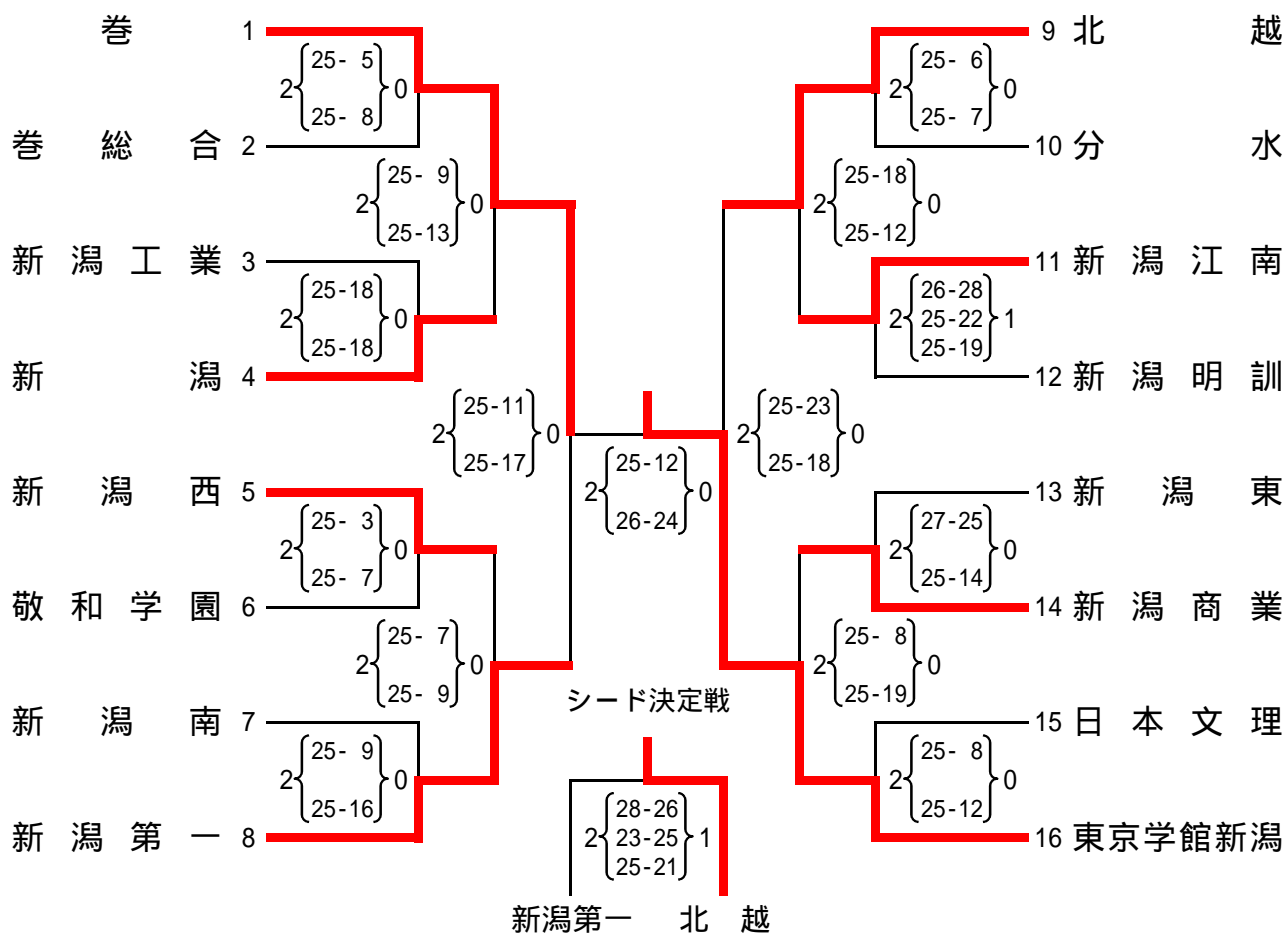 巻 1
2 25- 5 0
25- 8
巻総合 2
2 25- 9 0
25-13
新潟工業 3
2 25-18 0
25-18
新潟 4
2 25-11 0
25-17
新潟西 5
2 25- 3 0
25- 7
敬和学園 6
2 25- 7 0
25- 9
新潟南 7
2 25- 9 0
25-16
新潟第一 8
2 25-12 0
26-24
シード決定戦
2 28-26 1
23-25
25-21
新潟第一 北越
9 北越
2 25- 6 0
25- 7
10 分水
2 25-18 0
25-12
11 新潟江南
2 26-28 1
25-22
25-19
12 新潟明訓
2 25-23 0
25-18
13 新潟東
2 27-25 0
25-14
14 新潟商業
2 25- 8 0
25-19
15 日本文理
2 25- 8 0
25-12
16 東京学館新潟